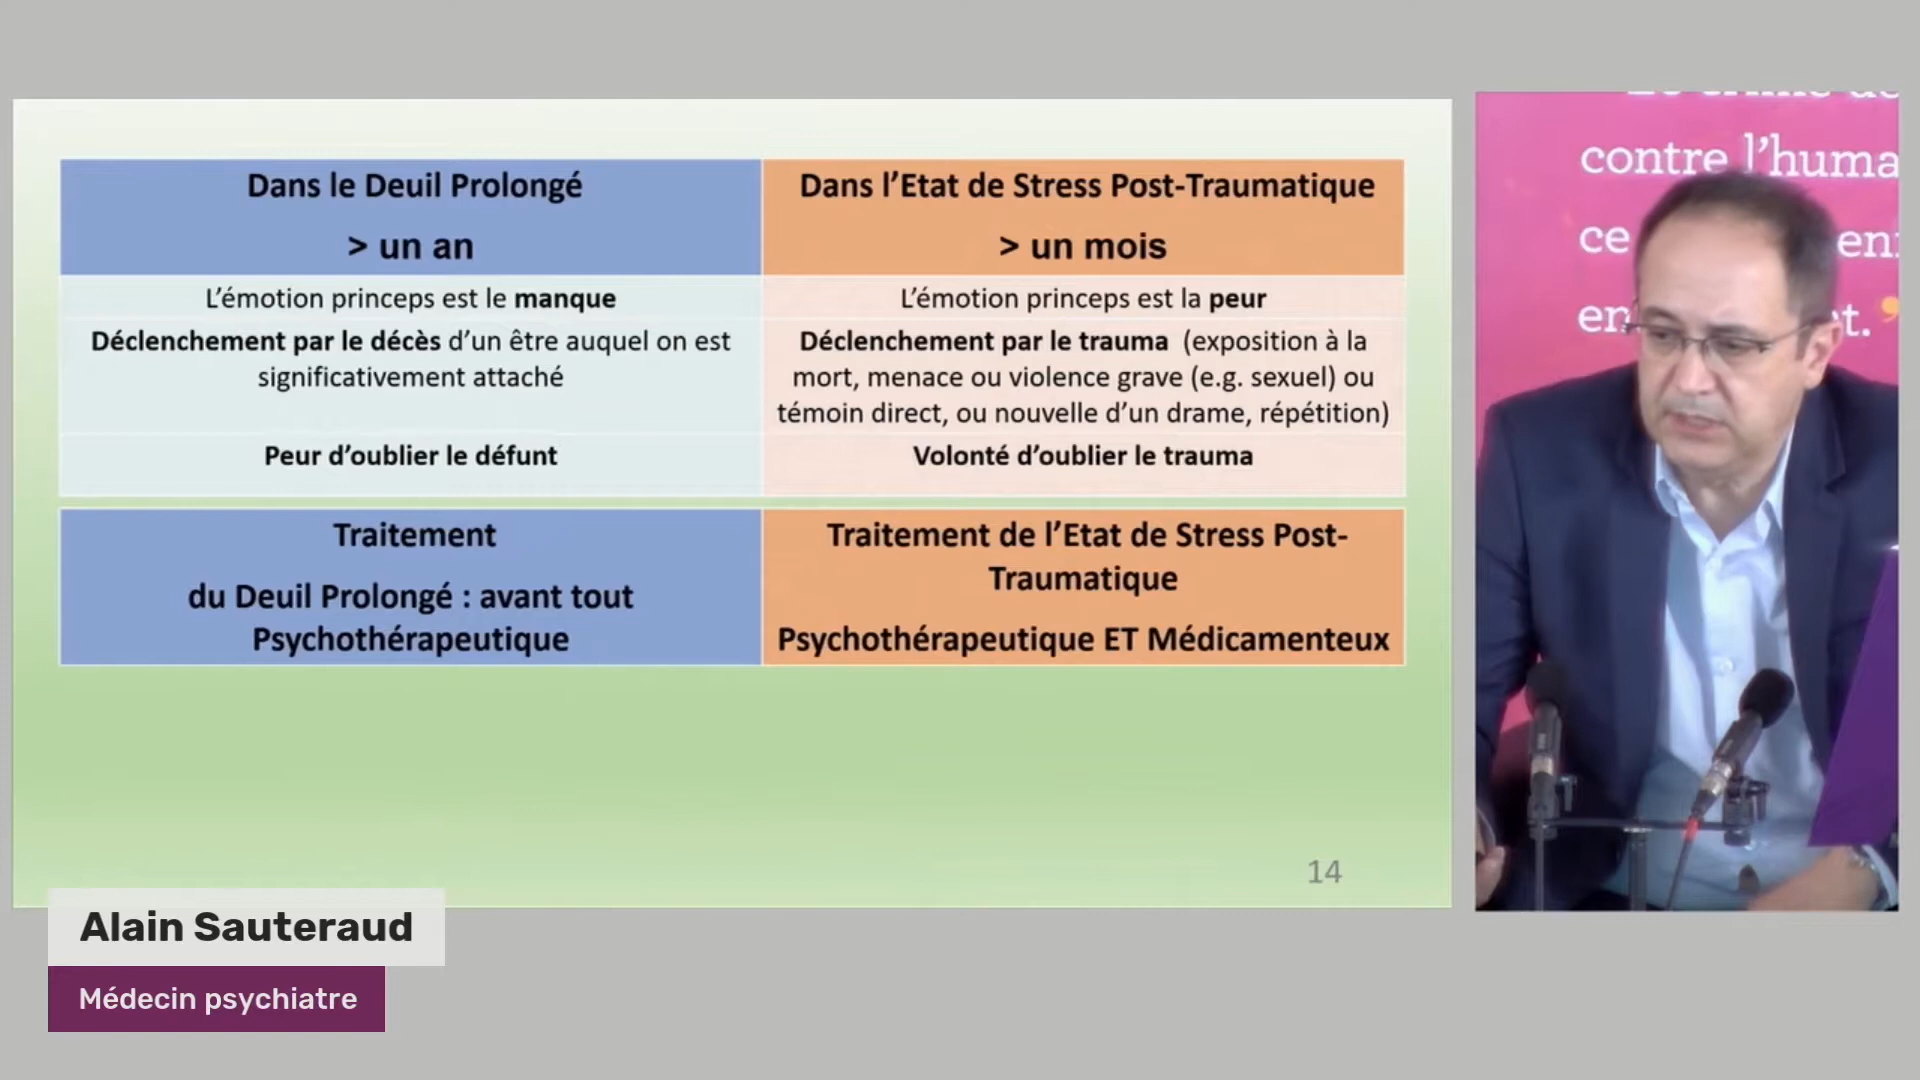 Dans le Deuil Prolongé
> un an
Dans l’Etat de Stress Post-Traumatique
> un mois
L’émotion princeps est le manque
L’émotion princeps est la peur
Déclenchement par le décès d’un être auquel on est
significativement attaché
Déclenchement par le trauma (exposition à la
mort, menace ou violence grave (e.g. sexuel) ou
témoin direct, ou nouvelle d’un drame, répétition)
Peur d’oublier le défunt
Volonté d’oublier le trauma
Traitement
du Deuil Prolongé : avant tout
Psychothérapeutique
Traitement de l’Etat de Stress Post-
Traumatique
Psychothérapeutique ET Médicamenteux
14
contre l’huma
ce
Alain Sauteraud
Médecin psychiatre